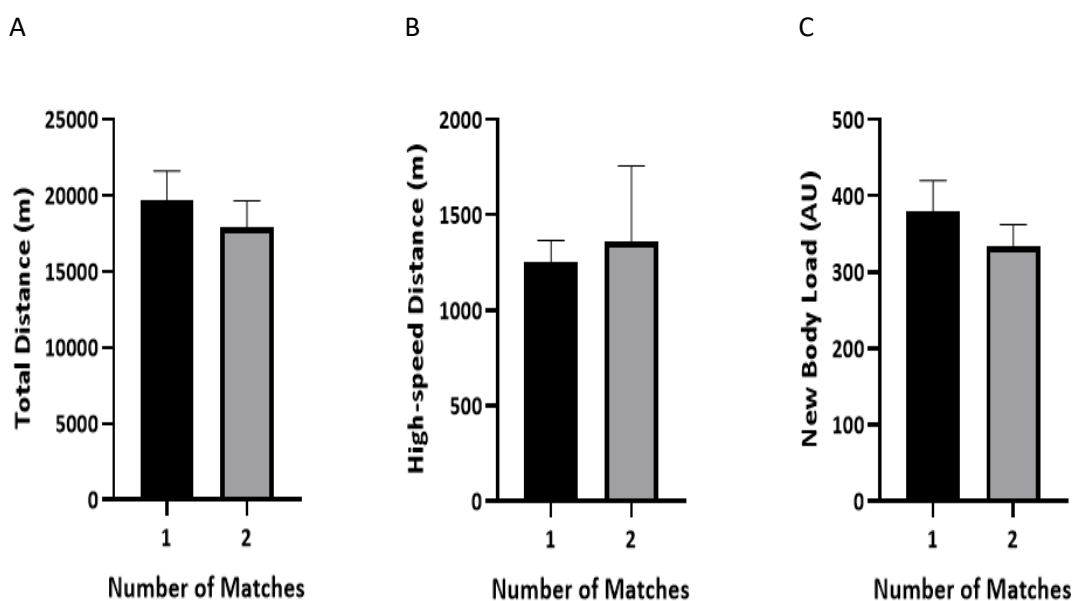 A
B
C
Total Distance (m)
25000
20000
15000
10000
5000
0
1
2
Number of Matches
High-speed Distance (m)
2000
1500
1000
500
0
1
2
Number of Matches
New Body Load (AU)
500
400
300
200
100
0
1
2
Number of Matches